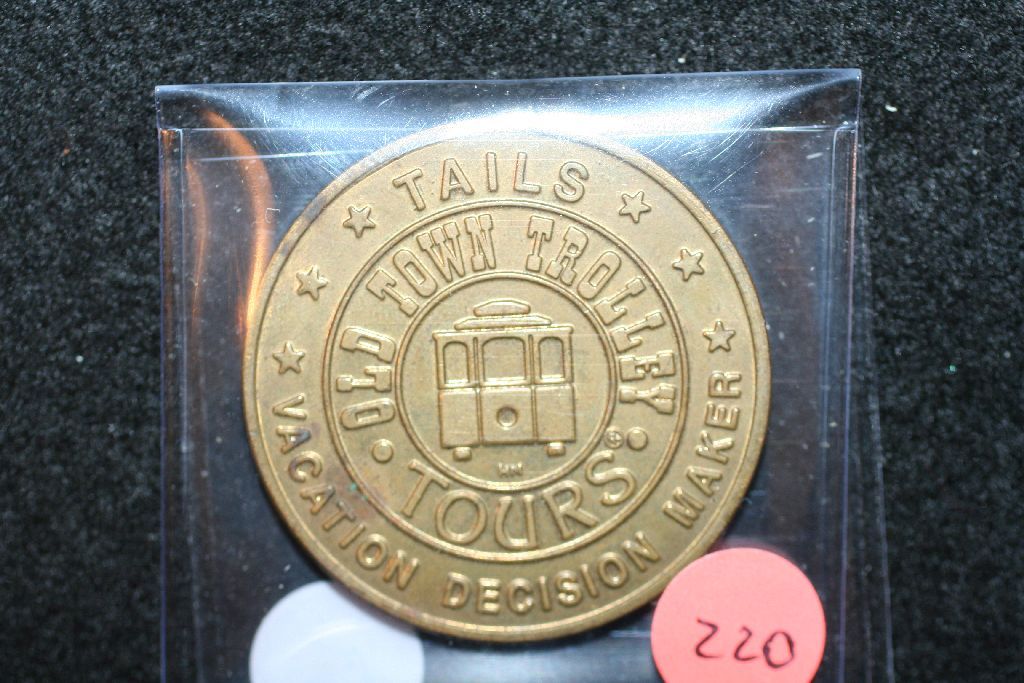 TAILS
OLD TOWN TROLLEY
TOURS
VACATION DECISION MAKER
220